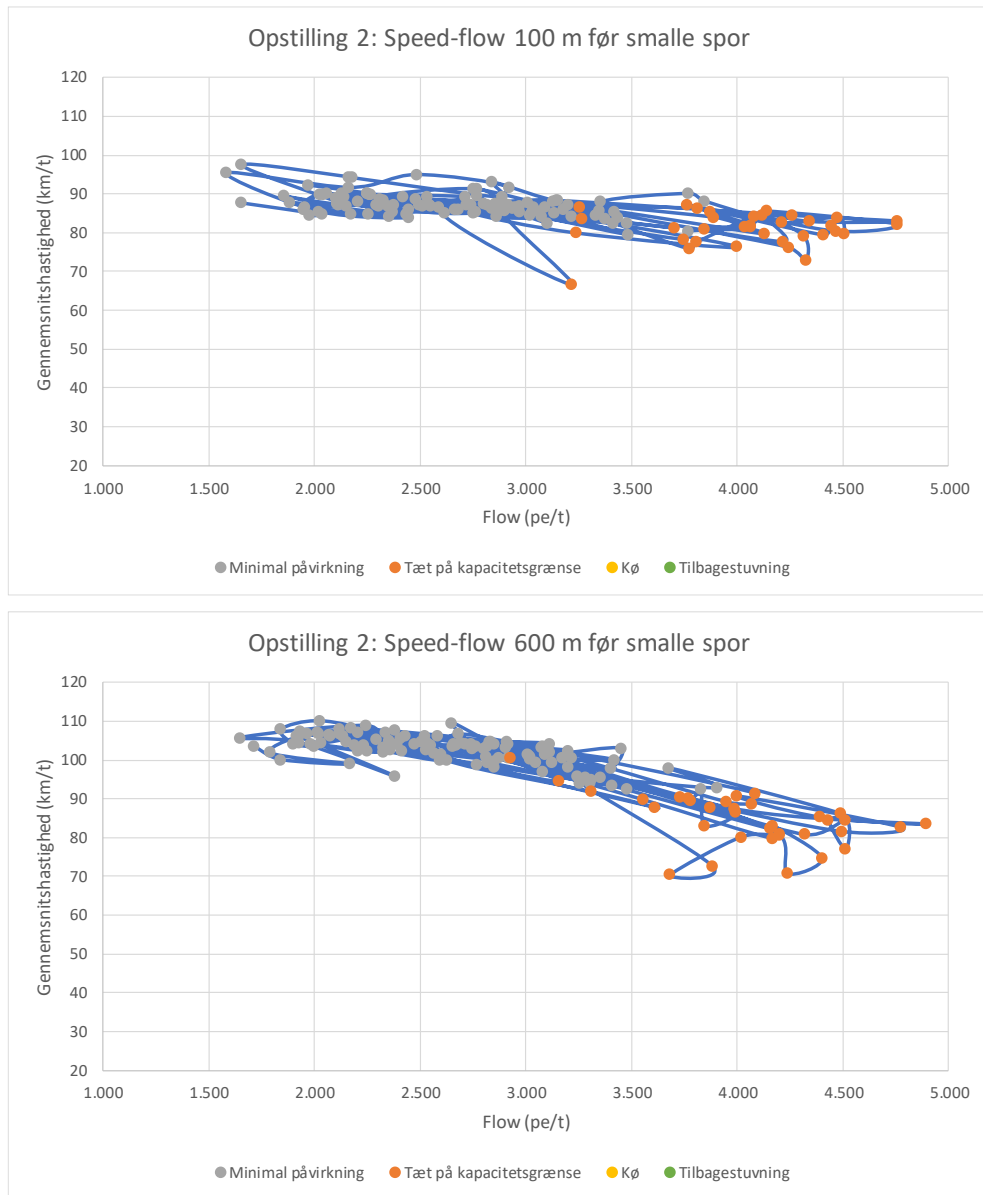 Opstilling 2: Speed-flow 100 m før smalle spor
120
110
100
90
80
70
60
50
40
30
20
Gennemsnitshastighed (km/t)
1.000 1.500 2.000 2.500 3.000 3.500 4.000 4.500 5.000
Flow (pe/t)
Minimal påvirkning Tæt på kapacitetsgrænse Kø Tilbagestuvning
Opstilling 2: Speed-flow 600 m før smalle spor
120
110
100
90
80
70
60
50
40
30
20
Gennemsnitshastighed (km/t)
1.000 1.500 2.000 2.500 3.000 3.500 4.000 4.500 5.000
Flow (pe/t)
Minimal påvirkning Tæt på kapacitetsgrænse Kø Tilbagestuvning